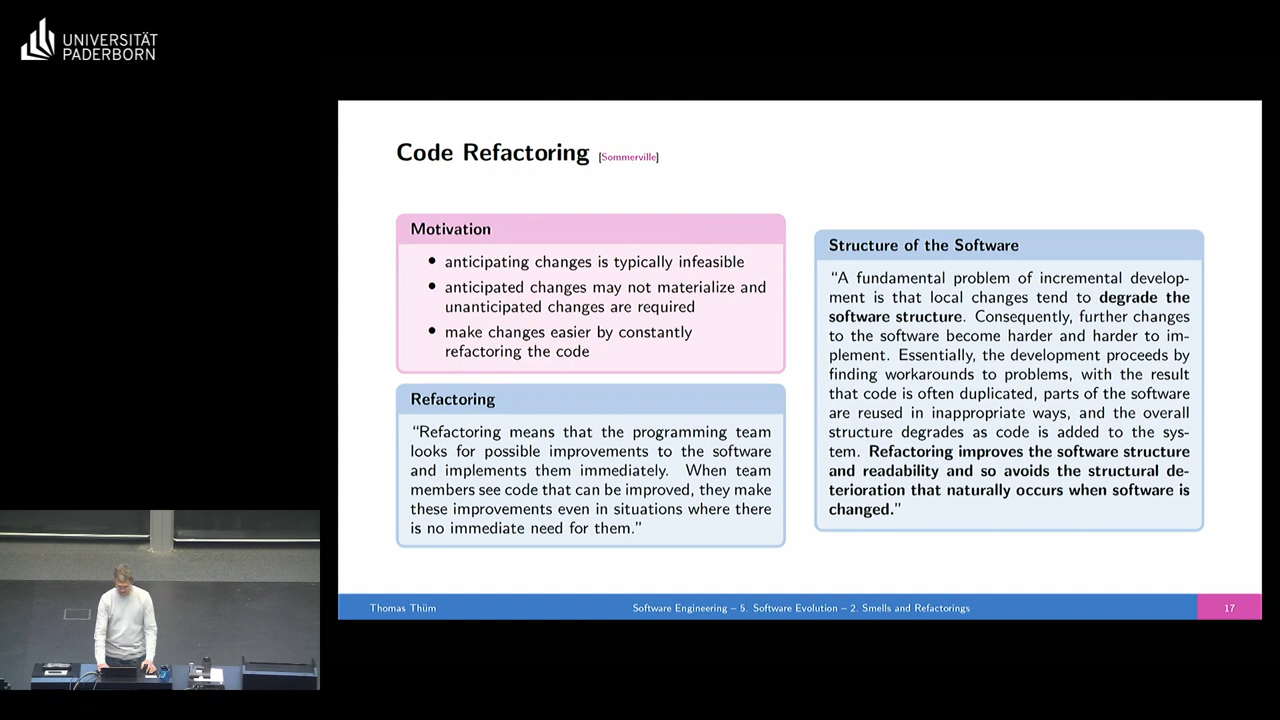 UNIVERSITÄT
PADERBORN
Code Refactoring [Sommerville]
Motivation
• anticipating changes is typically infeasible
• anticipated changes may not materialize and
unanticipated changes are required
• make changes easier by constantly
refactoring the code
Refactoring
“Refactoring means that the programming team
looks for possible improvements to the software
and implements them immediately. When team
members see code that can be improved, they make
these improvements even in situations where there
is no immediate need for them.”
Structure of the Software
“A fundamental problem of incremental develop-
ment is that local changes tend to degrade the
software structure. Consequently, further changes
to the software become harder and harder to im-
plement. Essentially, the development proceeds by
finding workarounds to problems, with the result
that code is often duplicated, parts of the software
are reused in inappropriate ways, and the overall
structure degrades as code is added to the sys-
tem. Refactoring improves the software structure
and readability and so avoids the structural de-
terioration that naturally occurs when software is
changed.”
Thomas Thüm
Software Engineering – 5. Software Evolution – 2. Smells and Refactorings
17